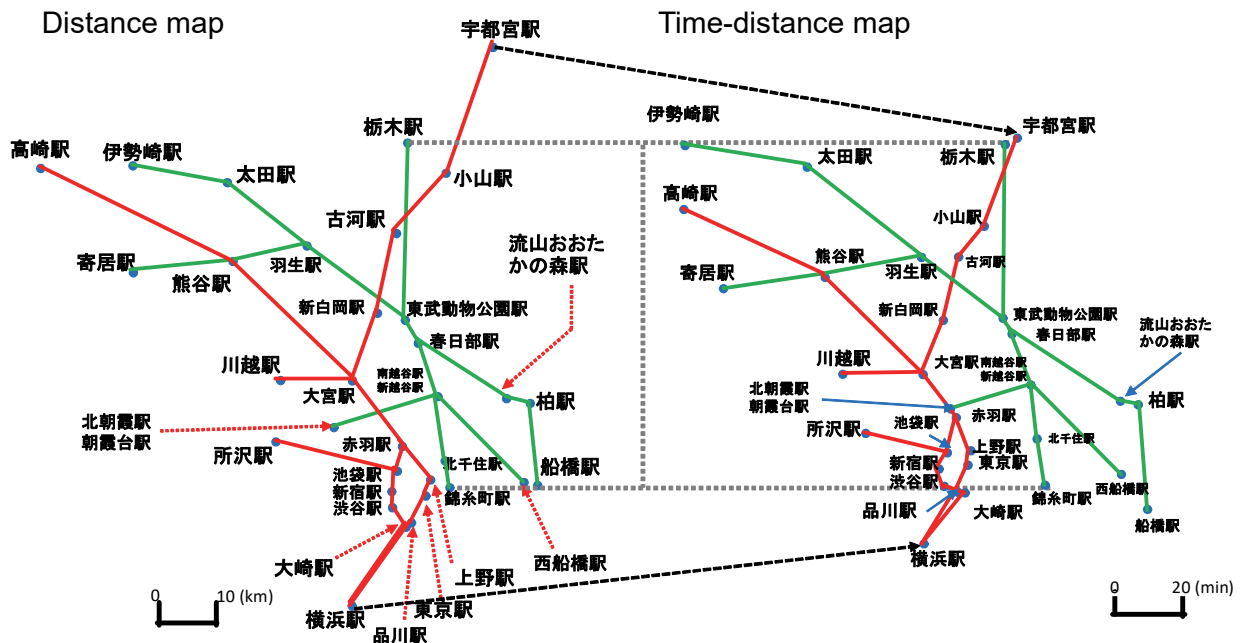 Distance map
宇都宮駅
栃木駅
高崎駅
伊勢崎駅
太田駅
小山駅
古河駅
寄居駅
熊谷駅
羽生駅
流山おおた
かの森駅
新白岡駅
東武動物公園駅
春日部駅
川越駅
大宮駅
南越谷駅
新越谷駅
柏駅
北朝霞駅
朝霞台駅
所沢駅
赤羽駅
池袋駅
新宿駅
渋谷駅
北千住駅
錦糸町駅
船橋駅
大崎駅
上野駅
西船橋駅
東京駅
横浜駅
品川駅
0
10 (km)
Time-distance map
伊勢崎駅
宇都宮駅
栃木駅
太田駅
高崎駅
小山駅
古河駅
熊谷駅
羽生駅
寄居駅
新白岡駅
東武動物公園駅
春日部駅
流山おおた
かの森駅
川越駅
大宮駅
南越谷駅
新越谷駅
北朝霞駅
朝霞台駅
柏駅
赤羽駅
池袋駅
所沢駅
上野駅
北千住駅
新宿駅
東京駅
渋谷駅
錦糸町駅
西船橋駅
品川駅
大崎駅
船橋駅
横浜駅
0
20 (min)